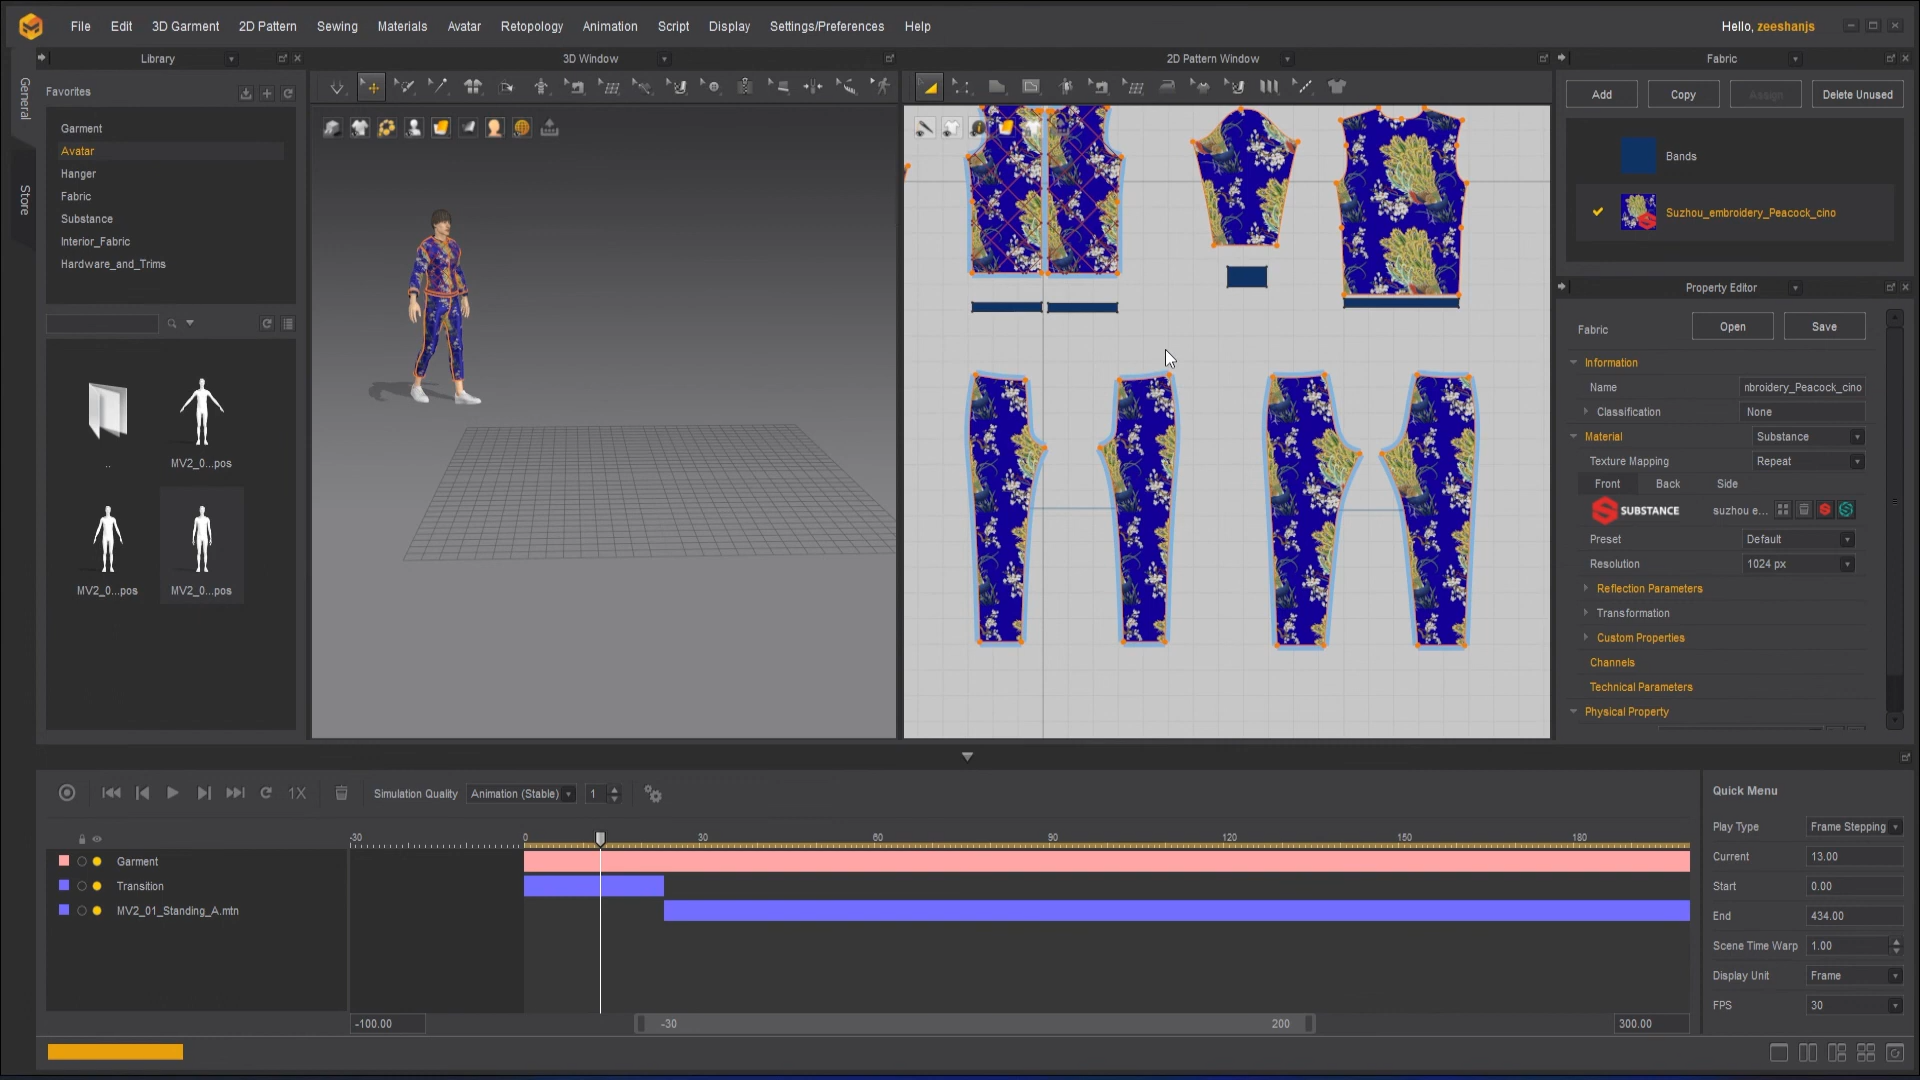 File Edit 3D Garment 2D Pattern Sewing Materials Avatar Retopology Animation Script Display Settings/Preferences Help
Hello, zeeshanjs
Library
3D Window
2D Pattern Window
Fabric
General
Store
Favorites
Garment
Avatar
Hanger
Fabric
Substance
Interior_Fabric
Hardware_and_Trims
..
MV2_0...pos
MV2_0...pos
MV2_0...pos
Add Copy Assign Delete Unused
Bands
Suzhou_embroidery_Peacock_cino
Property Editor
Fabric Open Save
Information
Name nbroidery_Peacock_cino
Classification None
Material Substance
Texture Mapping Repeat
Front Back Side
SUBSTANCE suzhou e...
Preset Default
Resolution 1024 px
Reflection Parameters
Transformation
Custom Properties
Channels
Technical Parameters
Physical Property
1X Simulation Quality Animation (Stable) 1
-30 0 30 60 90 120 150 180
Garment
Transition
MV2_01_Standing_A.mtn
-100.00 -30 200 300.00
Quick Menu
Play Type Frame Stepping
Current 13.00
Start 0.00
End 434.00
Scene Time Warp 1.00
Display Unit Frame
FPS 30